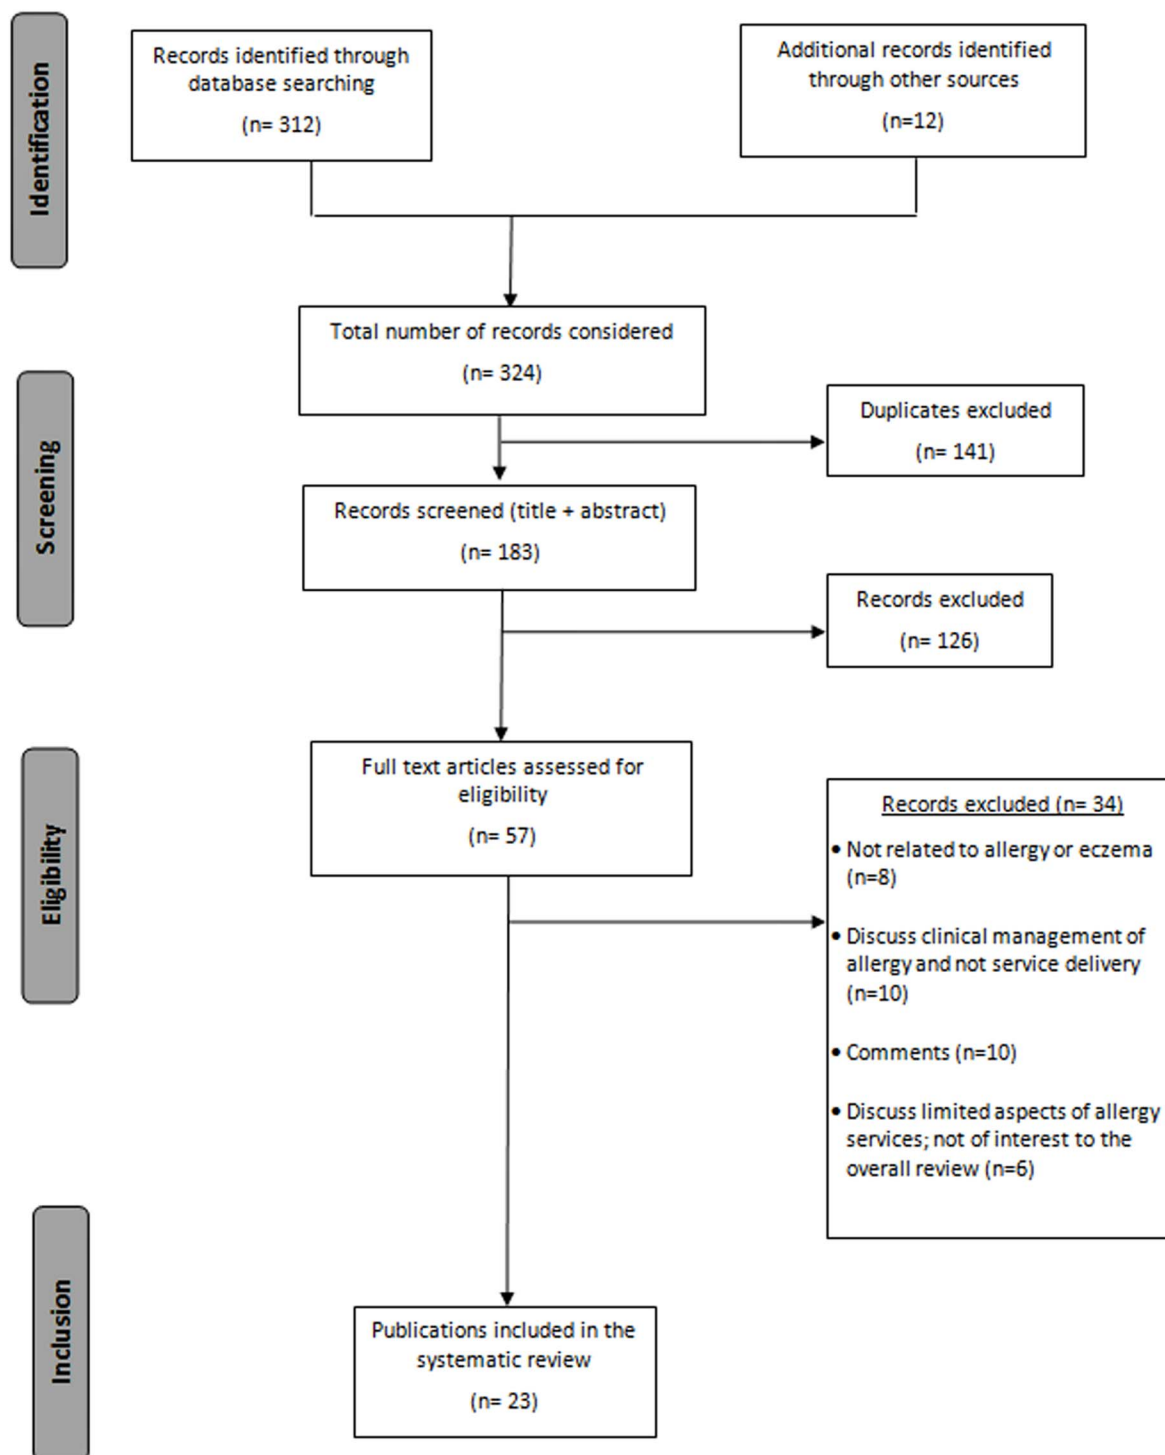 Identification
Records identified through
database searching
(n= 312)
Additional records identified
through other sources
(n=12)
Total number of records considered
(n= 324)
Screening
Duplicates excluded
(n= 141)
Records screened (title + abstract)
(n= 183)
Records excluded
(n= 126)
Eligibility
Full text articles assessed for
eligibility
(n= 57)
Records excluded (n= 34)
• Not related to allergy or eczema
(n=8)
• Discuss clinical management of
allergy and not service delivery
(n=10)
• Comments (n=10)
• Discuss limited aspects of allergy
services; not of interest to the
overall review (n=6)
Inclusion
Publications included in the
systematic review
(n= 23)